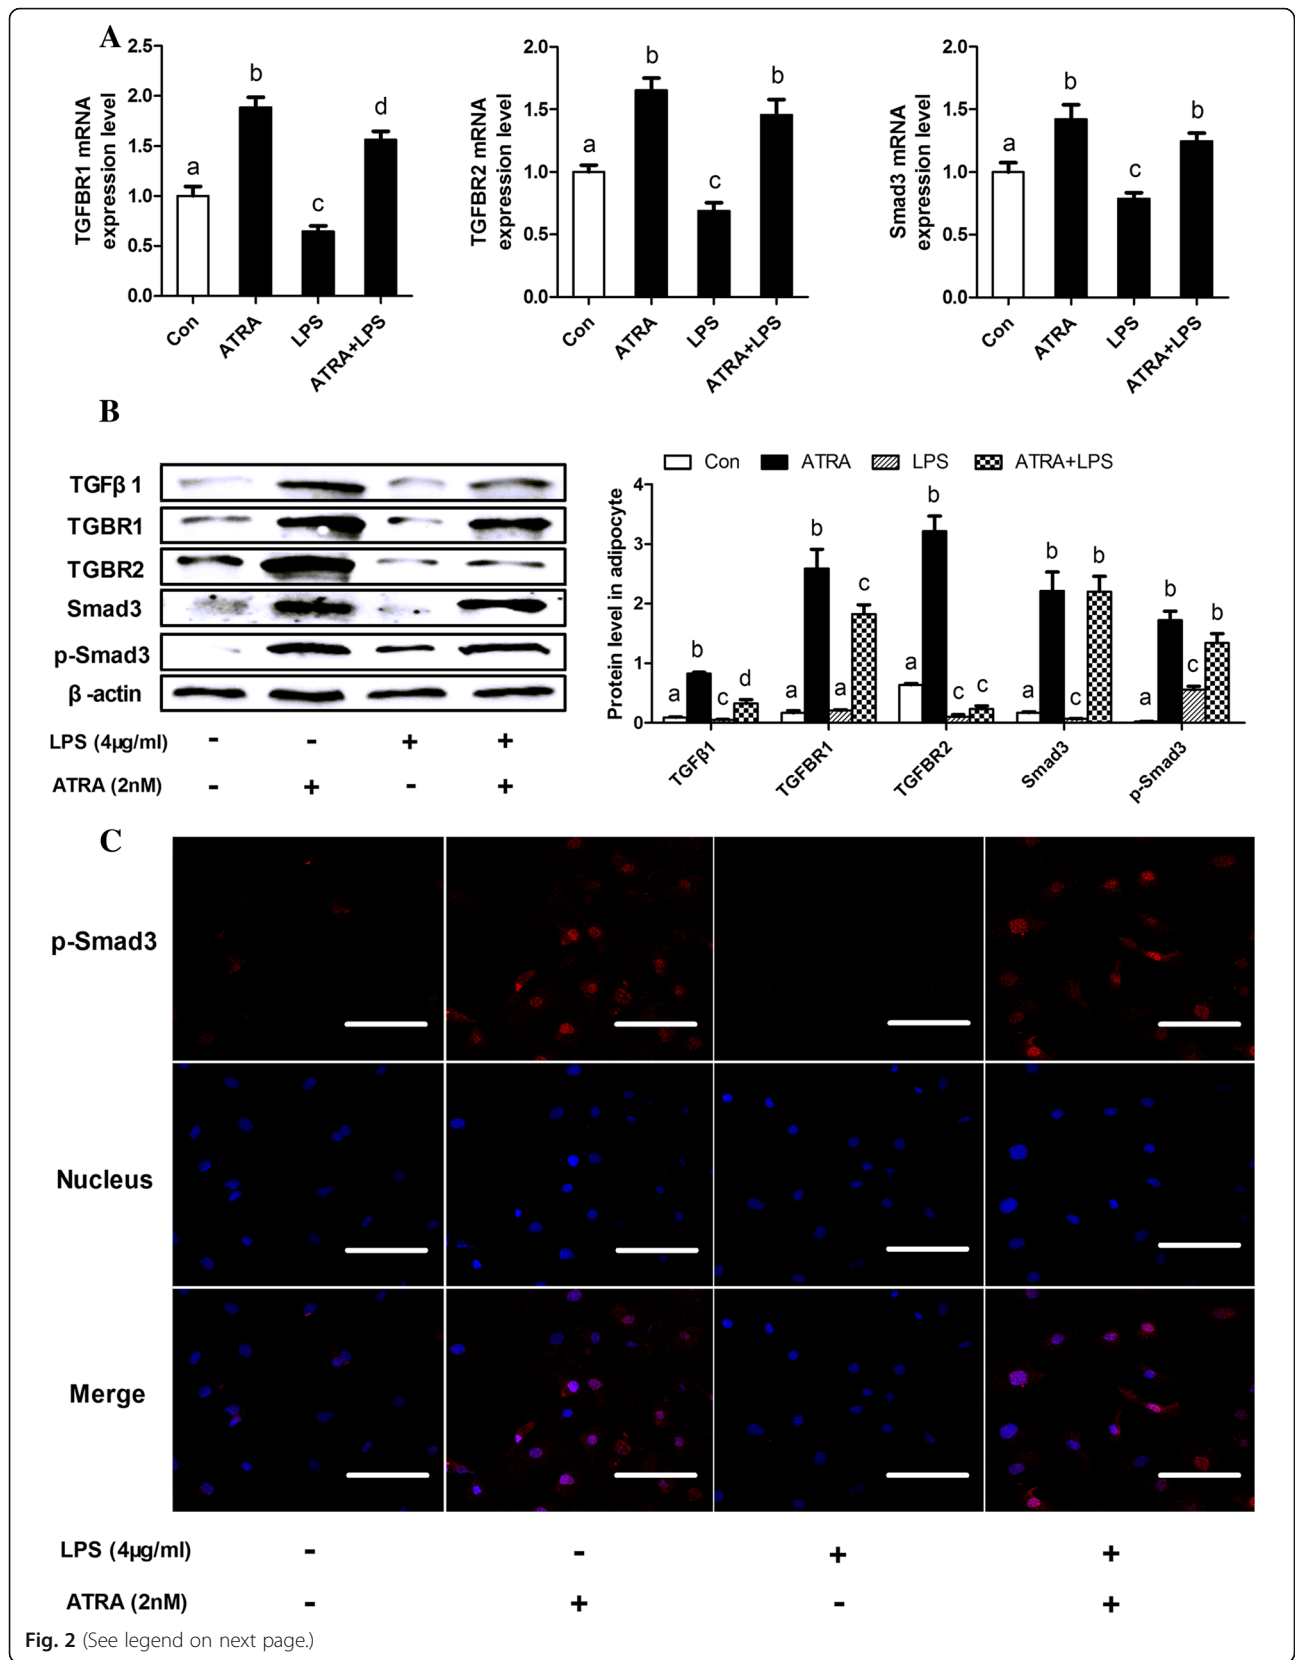 A
TGFBR1 mRNA
expression level
2.5
2.0
1.5
1.0
0.5
0.0
a
b
c
d
Con
ATRA
LPS
ATRA+LPS
TGFBR2 mRNA
expression level
2.0
1.5
1.0
0.5
0.0
a
b
c
b
Con
ATRA
LPS
ATRA+LPS
Smad3 mRNA
expression level
2.0
1.5
1.0
0.5
0.0
a
b
c
b
Con
ATRA
LPS
ATRA+LPS
B
TGFβ 1
TGBR1
TGBR2
Smad3
p-Smad3
β -actin
LPS (4μg/ml) - - + +
ATRA (2nM) - + - +
Con ATRA LPS ATRA+LPS
Protein level in adipocyte
4
3
2
1
0
a b c d
a b a c
a b c c
a b c b
a b c b
TGFβ1
TGFBR1
TGFBR2
Smad3
p-Smad3
C
p-Smad3
Nucleus
Merge
LPS (4μg/ml) - - + +
ATRA (2nM) - + - +
Fig. 2 (See legend on next page.)